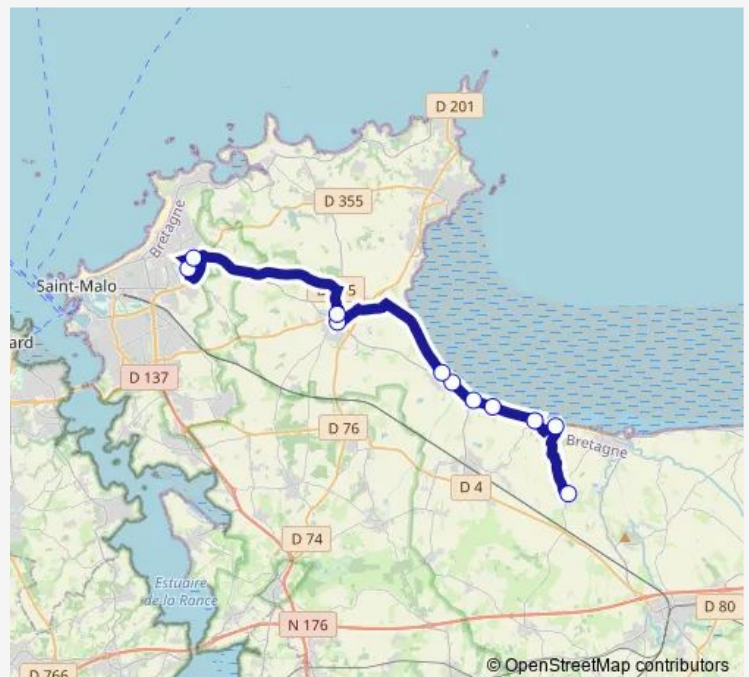 D 201
Bretagne
D 355
Saint-Malo
5
ard
D 137
D 76
Bretagne
D 4
D 74
Estuaire
de la Rance
D 80
N 176
D 766
© OpenStreetMap contributors